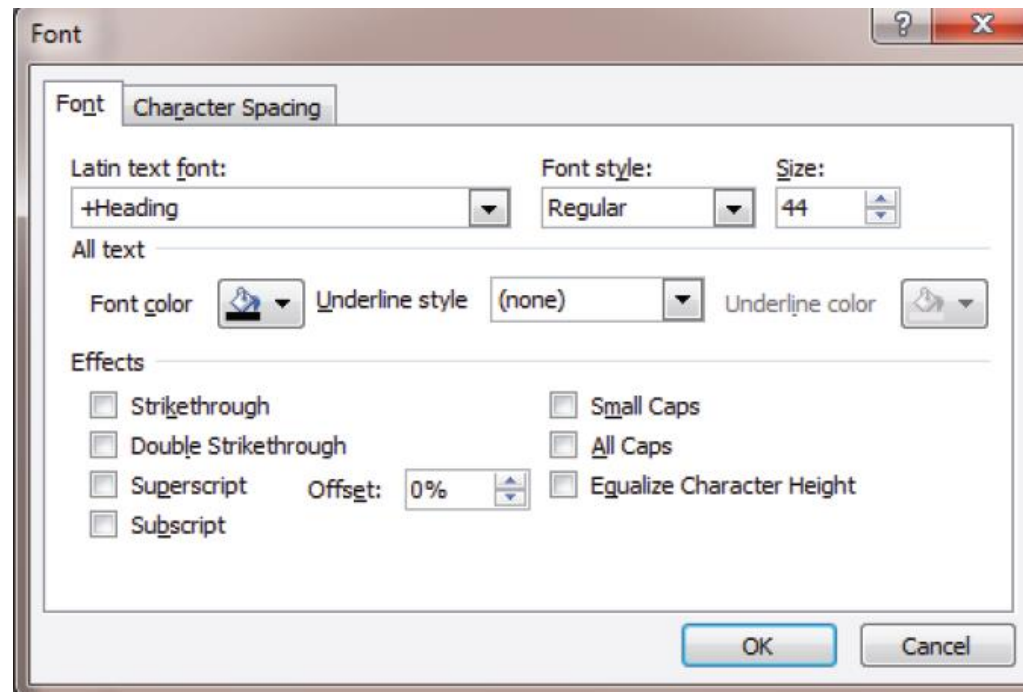 Font
Font Character Spacing
Latin text font: Font style: Size:
+Heading Regular 44
All text
Font color Underline style (none) Underline color
Effects
Strikethrough Small Caps
Double Strikethrough All Caps
Superscript Offset: 0% Equalize Character Height
Subscript
OK Cancel